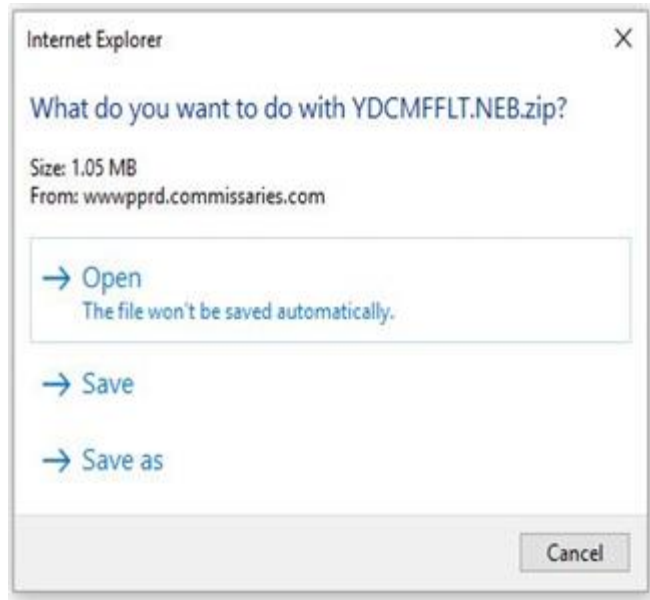 Internet Explorer
What do you want to do with YDCMFFLT.NEB.zip?
Size: 1.05 MB
From: wwwpprd.commissaries.com
Open
The file won't be saved automatically.
Save
Save as
Cancel